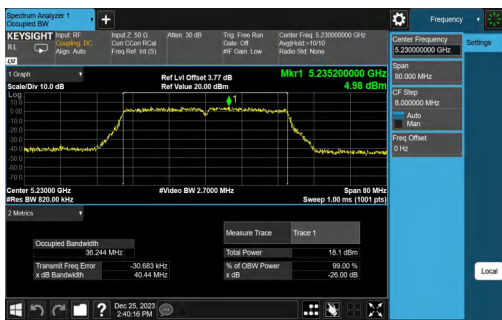 Spectrum Analyzer 1
Occupied BW
+
Frequency
KEYSIGHT
Input: RF
Input Z: 50 Ω
Atten: 30 dB
Trig: Free Run
Center Freq: 5.230000000 GHz
RL
Coupling: DC
Corr CCorr RCal
Gate: Off
Avg|Hold:>10/10
Align: Auto
Freq Ref: Int (S)
#IF Gain: Low
Radio Std: None
LXI
Center Frequency
5.230000000 GHz
Settings
Span
80.000 MHz
CF Step
8.000000 MHz
Auto
Man
Freq Offset
0 Hz
1 Graph
Ref Lvl Offset 3.77 dB
Mkr1 5.235200000 GHz
Scale/Div 10.0 dB
Ref Value 20.00 dBm
4.98 dBm
Log
10.0
0.00
-10.0
-20.0
-30.0
-40.0
-50.0
-60.0
-70.0
1
Center 5.23000 GHz
#Video BW 2.7000 MHz
Span 80 MHz
#Res BW 820.00 kHz
Sweep 1.00 ms (1001 pts)
2 Metrics
Measure Trace
Trace 1
Occupied Bandwidth
36.244 MHz
Total Power
18.1 dBm
Transmit Freq Error
-30.683 kHz
% of OBW Power
99.00 %
x dB Bandwidth
40.44 MHz
x dB
-26.00 dB
Local
?
Dec 25, 2023
2:40:16 PM